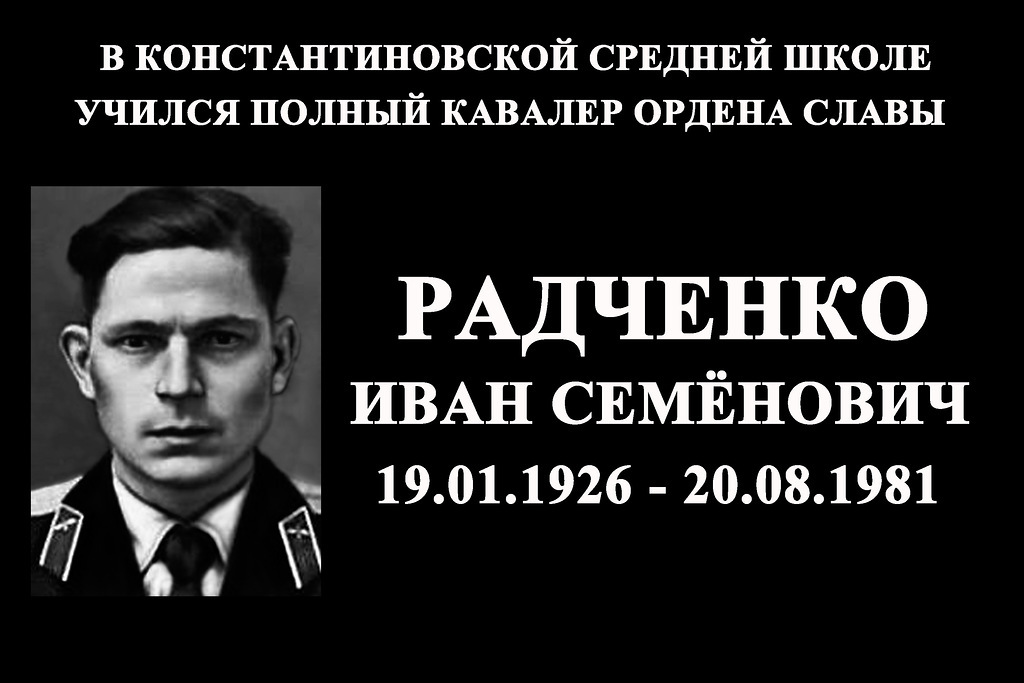 В КОНСТАНТИНОВСКОЙ СРЕДНЕЙ ШКОЛЕ
УЧИЛСЯ ПОЛНЫЙ КАВАЛЕР ОРДЕНА СЛАВЫ
РАДЧЕНКО
ИВАН СЕМЁНОВИЧ
19.01.1926 - 20.08.1981